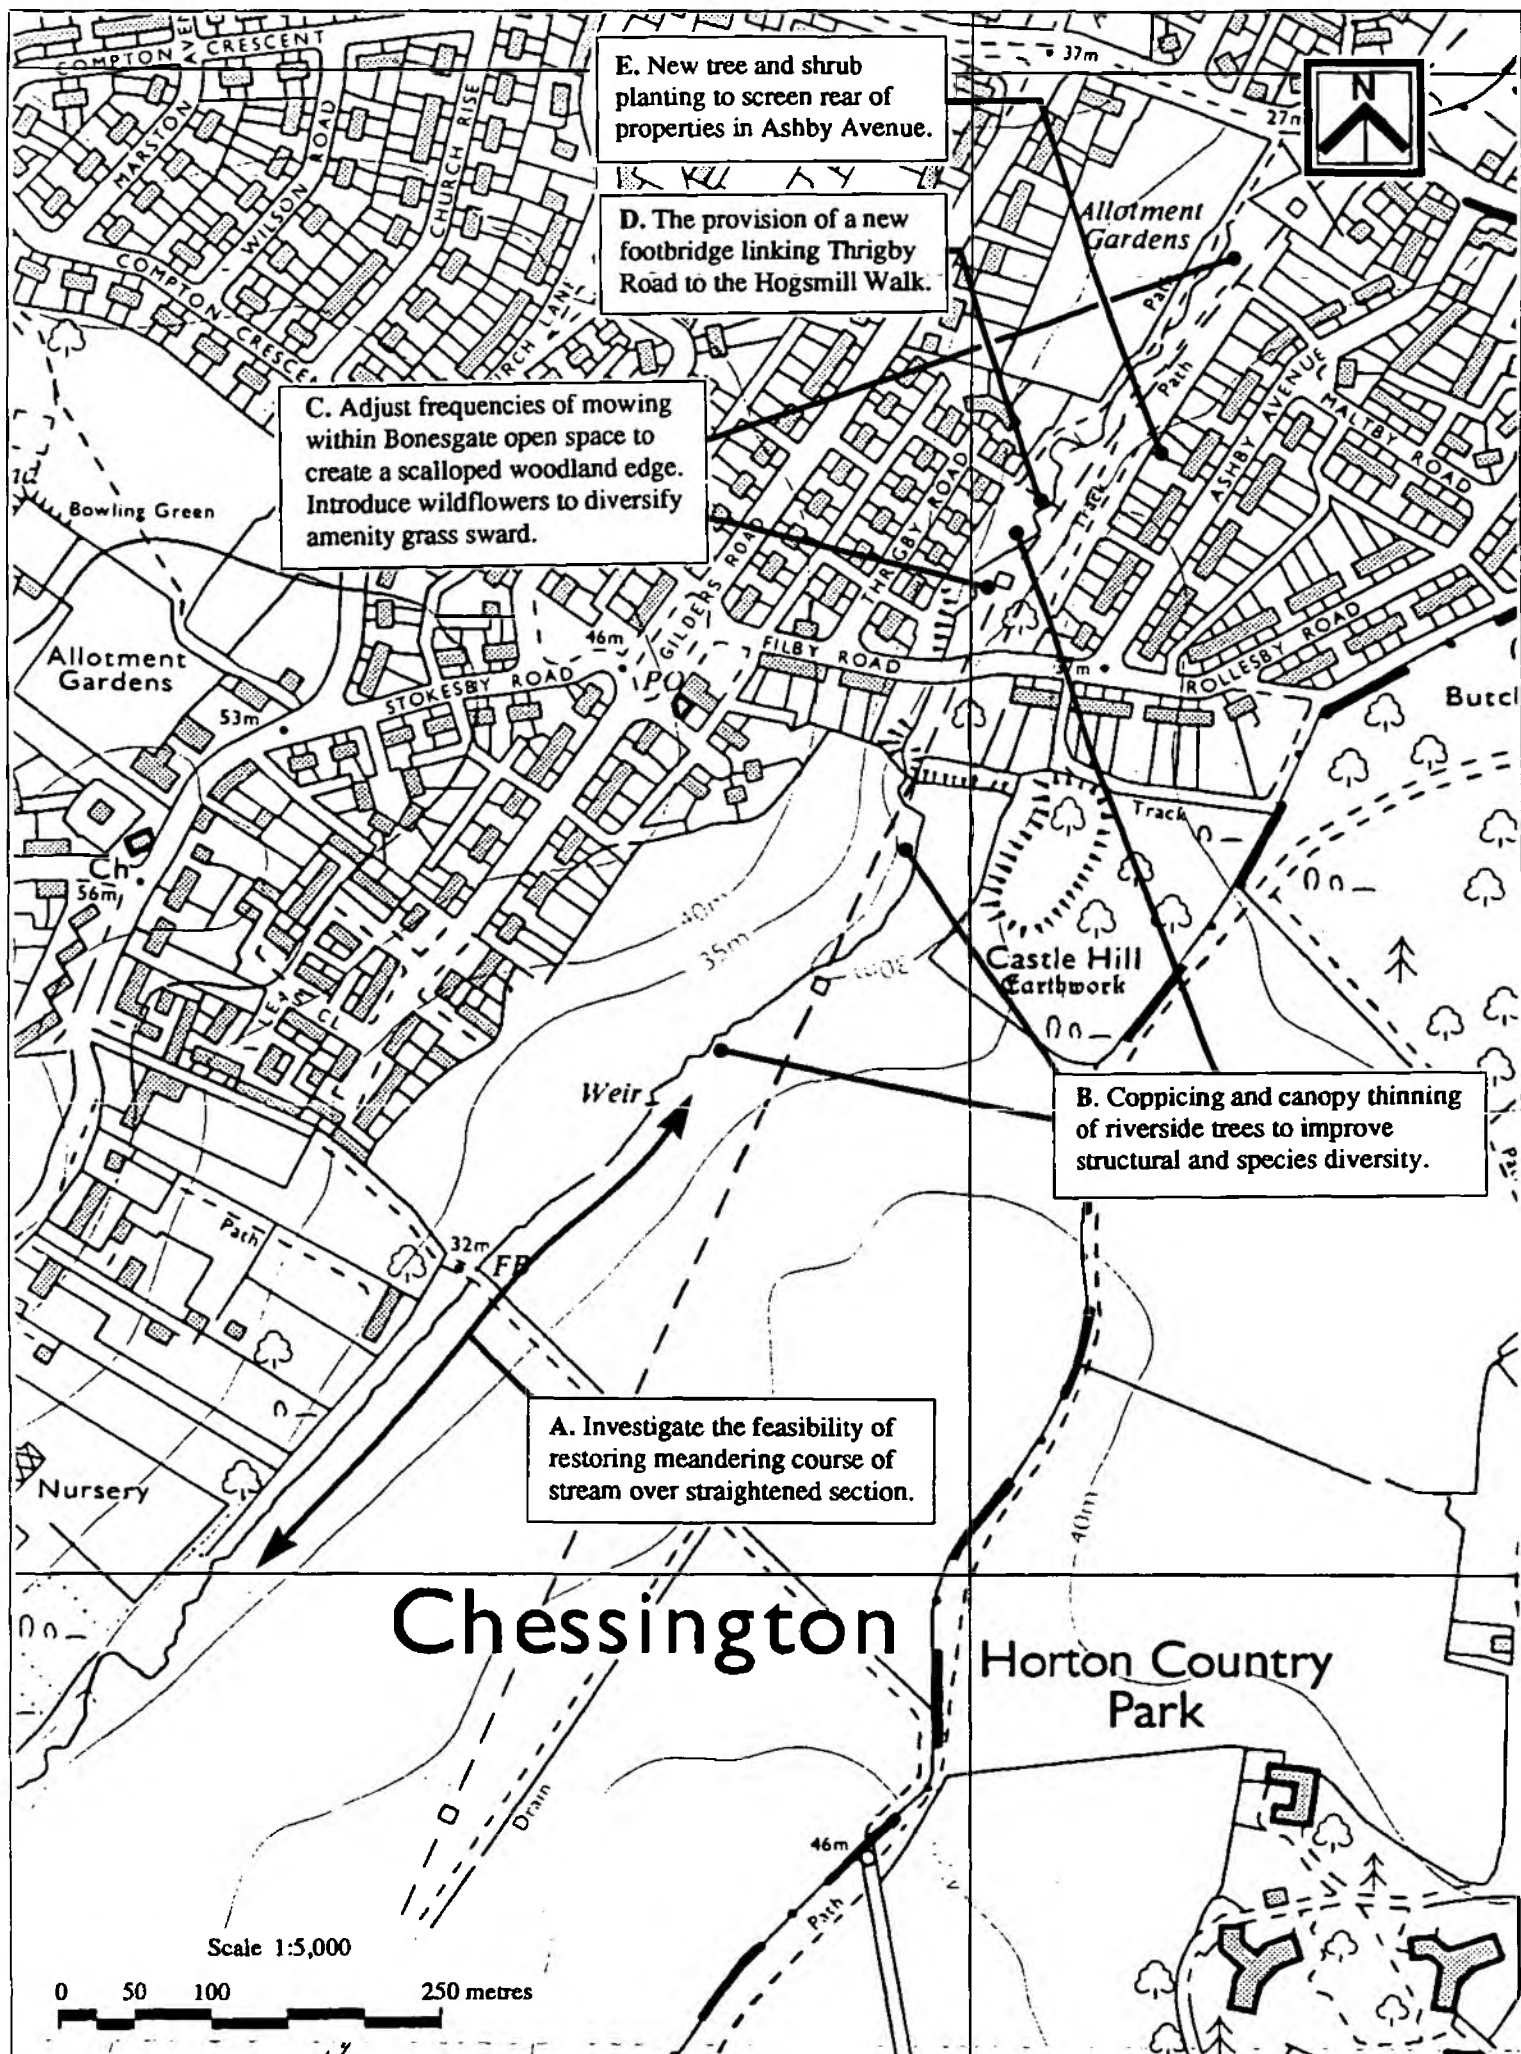 COMPTON CRESCENT
MARSTON
WILSON ROAD
CHURCH RISE
COMPTON
E. New tree and shrub
planting to screen rear of
properties in Ashby Avenue.
37m
N
27m
D. The provision of a new
footbridge linking Thrigby
Road to the Hogsmill Walk.
Allotment
Gardens
Path
Path
C. Adjust frequencies of mowing
within Bonesgate open space to
create a scalloped woodland edge.
Introduce wildflowers to diversify
amenity grass sward.
ASHBY AVENUE
MALTBY ROAD
Bowling Green
GILDERS ROAD
THRIGBY ROAD
Track
Allotment
Gardens
46m
PO
FILBY ROAD
ROLLESBY ROAD
STOKESBY ROAD
53m
Track
Ch
56m
40m
35m
30m
Castle Hill
Earthwork
CL
Weir
B. Coppicing and canopy thinning
of riverside trees to improve
structural and species diversity.
Path
32m
FB
A. Investigate the feasibility of
restoring meandering course of
stream over straightened section.
Nursery
40m
Chessington
Horton Country
Park
Drain
46m
Path
Scale 1:5,000
0 50 100 250 metres